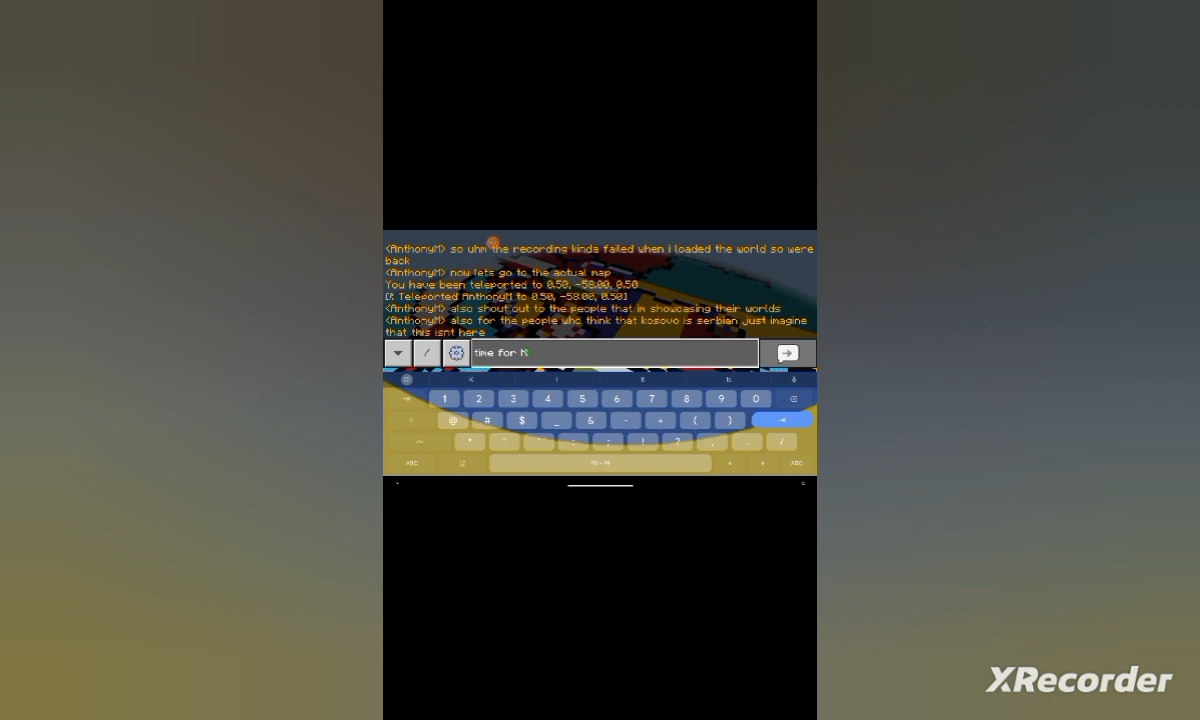 <AnthonyM> so uhm the recording kinda failed when i loaded the world so were
back
<AnthonyM> now lets go to the actual map
You have been teleported to 0.50, -58.00, 0.50
[?: Teleported AnthonyM to 0.50, -58.00, 0.50]
<AnthonyM> also shout out to the people that im showcasing their worlds
<AnthonyM> also for the people who think that kosovo is serbian just imagine
that this isnt here
/ time for
1 2 3 4 5 6 7 8 9 0
@ # $ _ & - + ( )
* " ' : ; ! ? , . /
ABC ABC
XRecorder